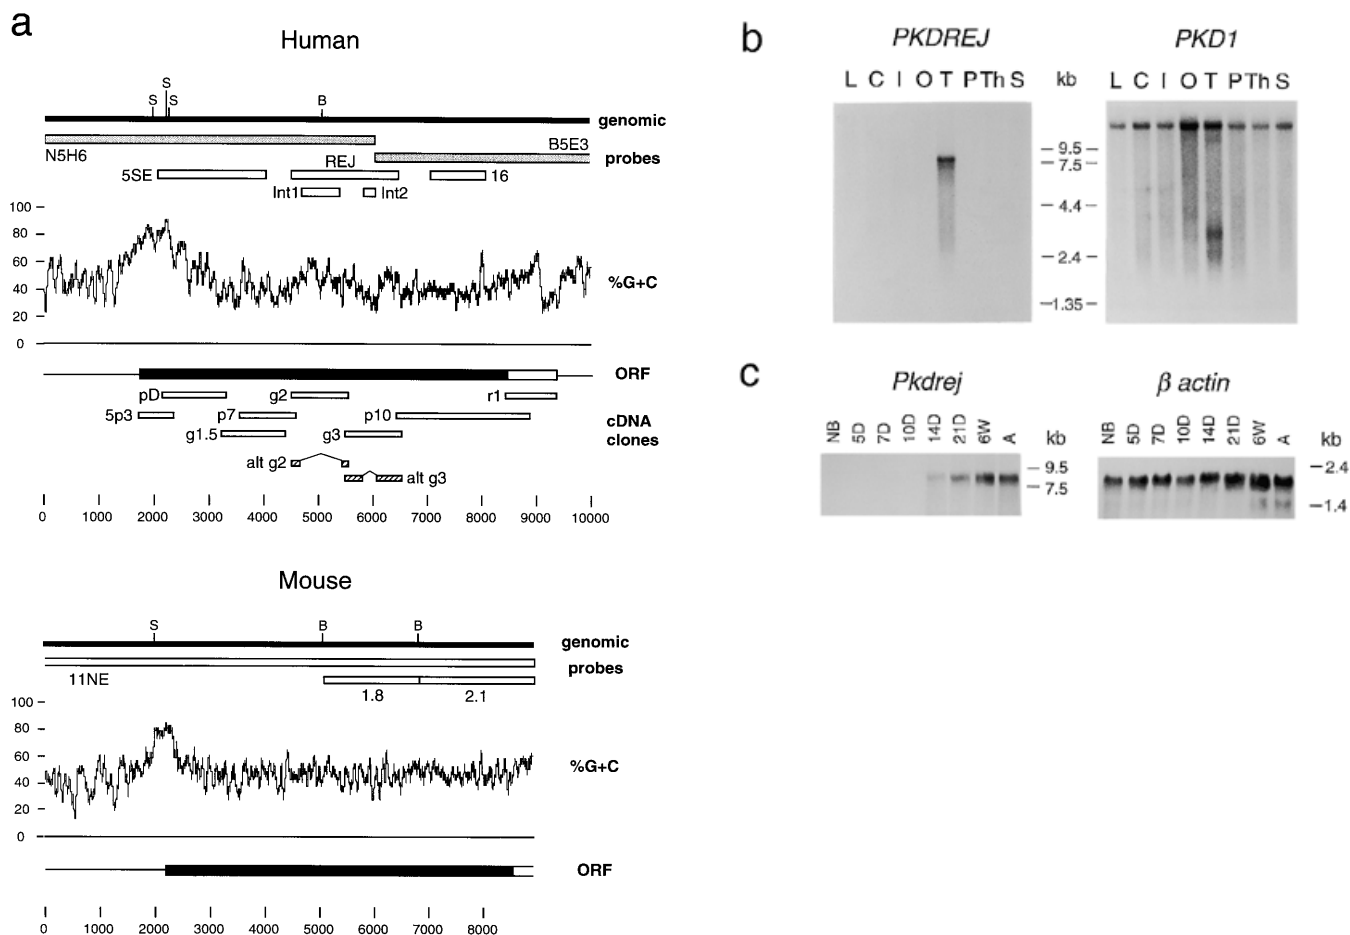 a
Human
S
S S B
genomic
N5H6 B5E3
probes
REJ
5SE 16
Int1 Int2
100
80
60
40
20
0
%G+C
ORF
pD g2 r1
5p3 p7 p10
cDNA
clones
g1.5 g3
alt g2
alt g3
0 1000 2000 3000 4000 5000 6000 7000 8000 9000 10000
Mouse
S B B
genomic
probes
11NE
1.8 2.1
100
80
60
40
20
0
%G+C
ORF
0 1000 2000 3000 4000 5000 6000 7000 8000
b
PKDREJ PKD1
L C I O T P Th S kb L C I O T P Th S
9.5
7.5
4.4
2.4
1.35
c
Pkdrej β actin
NB 5D 7D 10D 14D 21D 6W A kb NB 5D 7D 10D 14D 21D 6W A kb
9.5
7.5
2.4
1.4